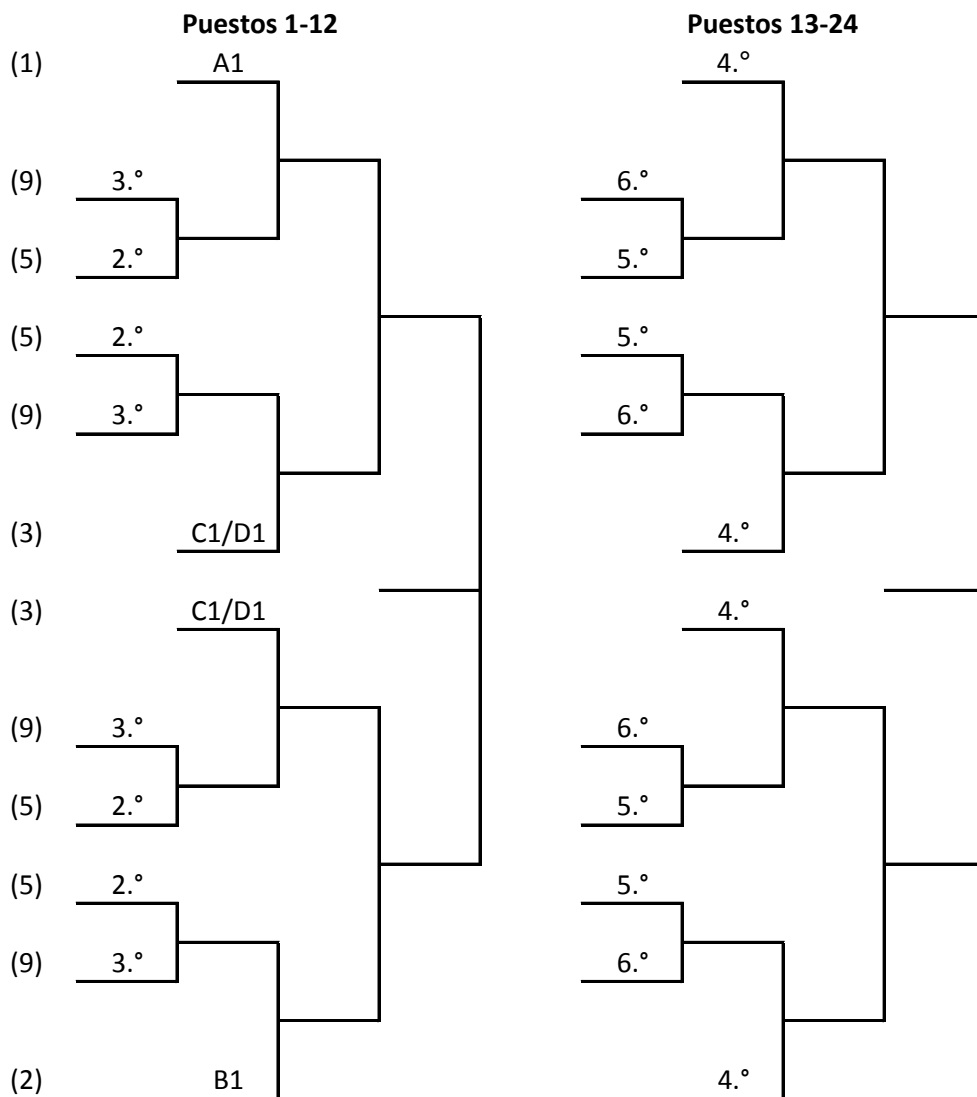 Puestos 1-12 Puestos 13-24
(1) A1 4.°
(9) 3.° 6.°
(5) 2.° 5.°
(5) 2.° 5.°
(9) 3.° 6.°
(3) C1/D1 4.°
(3) C1/D1 4.°
(9) 3.° 6.°
(5) 2.° 5.°
(5) 2.° 5.°
(9) 3.° 6.°
(2) B1 4.°